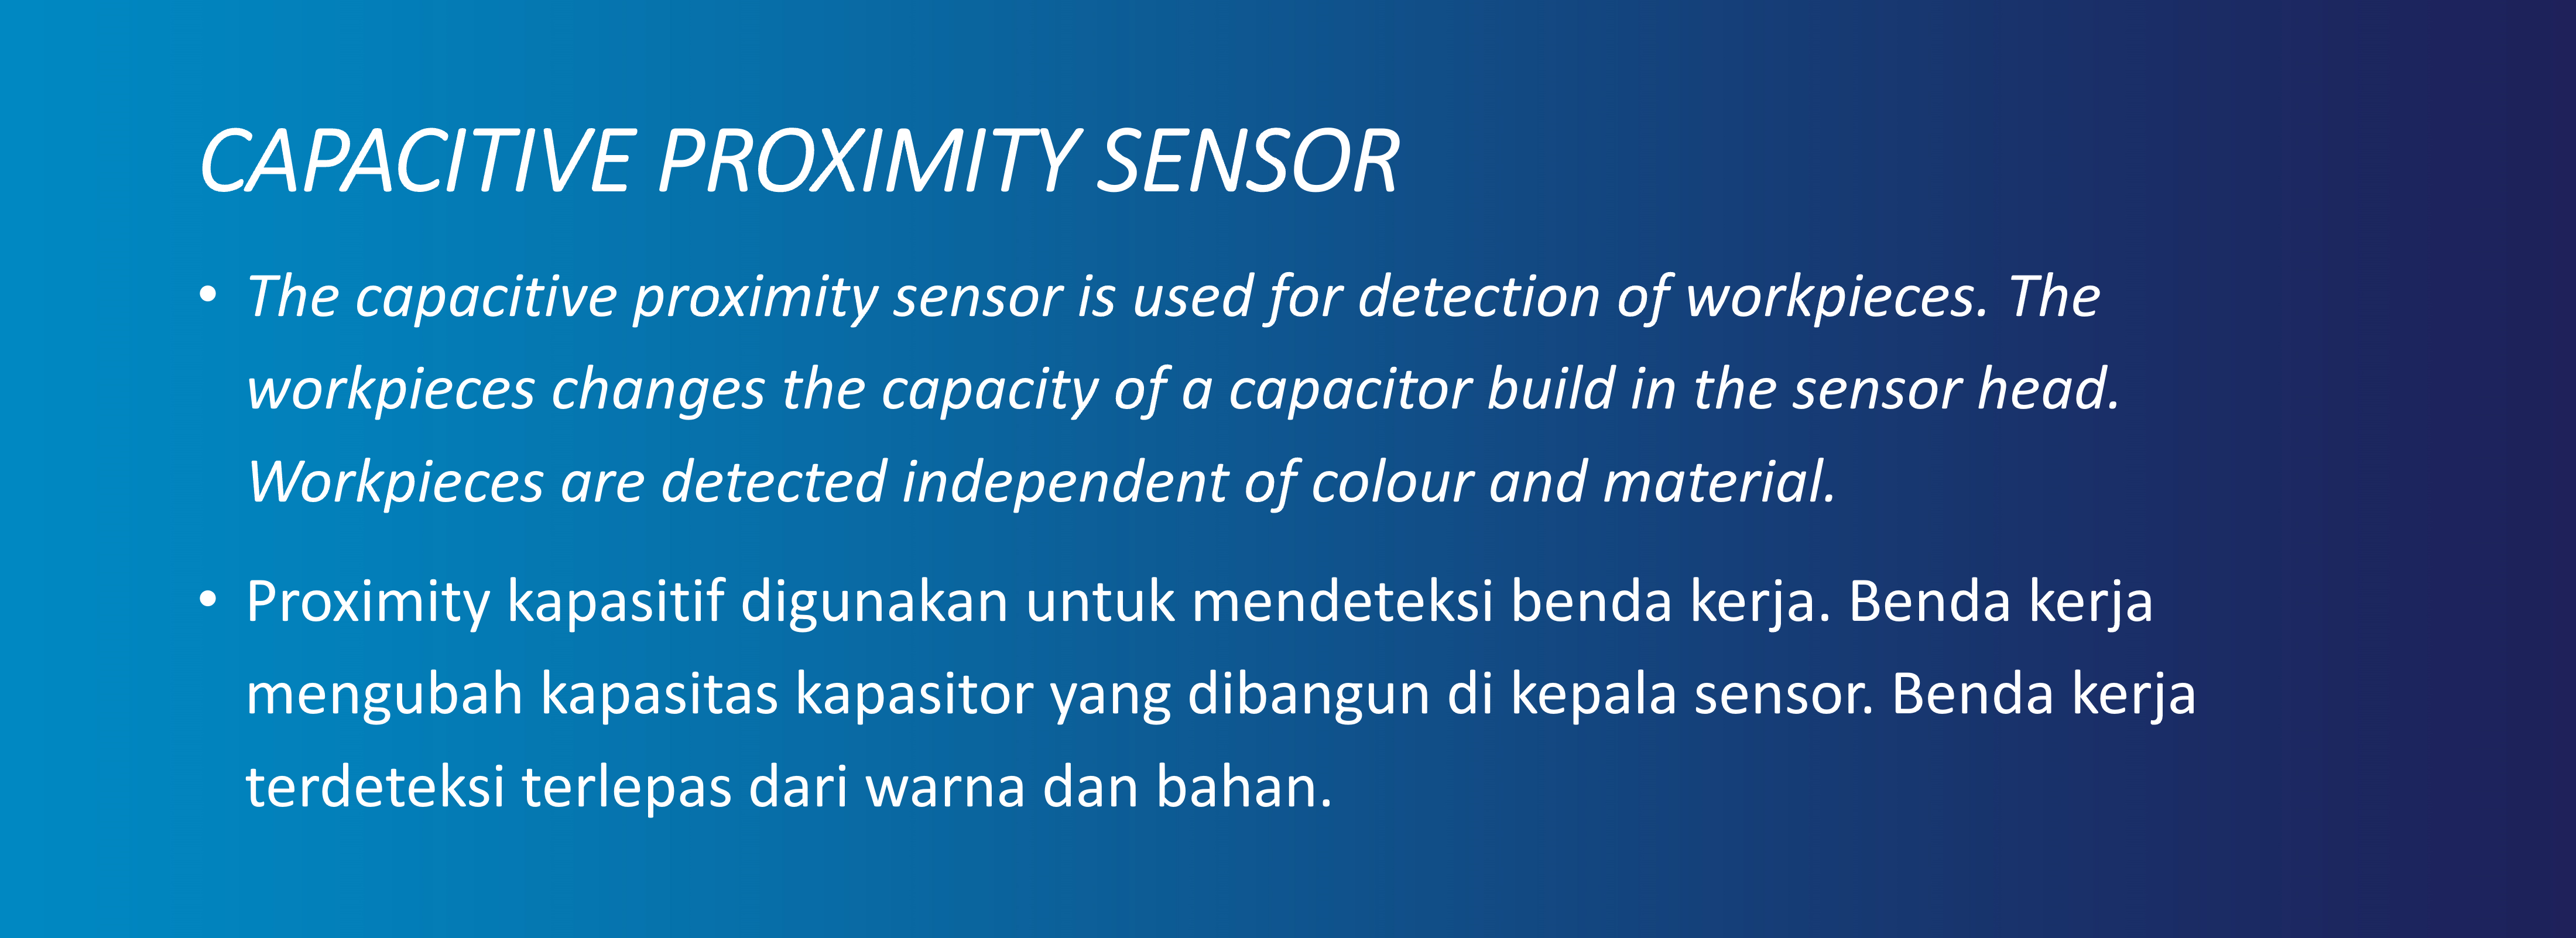 CAPACITIVE PROXIMITY SENSOR
• The capacitive proximity sensor is used for detection of workpieces. The
workpieces changes the capacity of a capacitor build in the sensor head.
Workpieces are detected independent of colour and material.
• Proximity kapasitif digunakan untuk mendeteksi benda kerja. Benda kerja
mengubah kapasitas kapasitor yang dibangun di kepala sensor. Benda kerja
terdeteksi terlepas dari warna dan bahan.